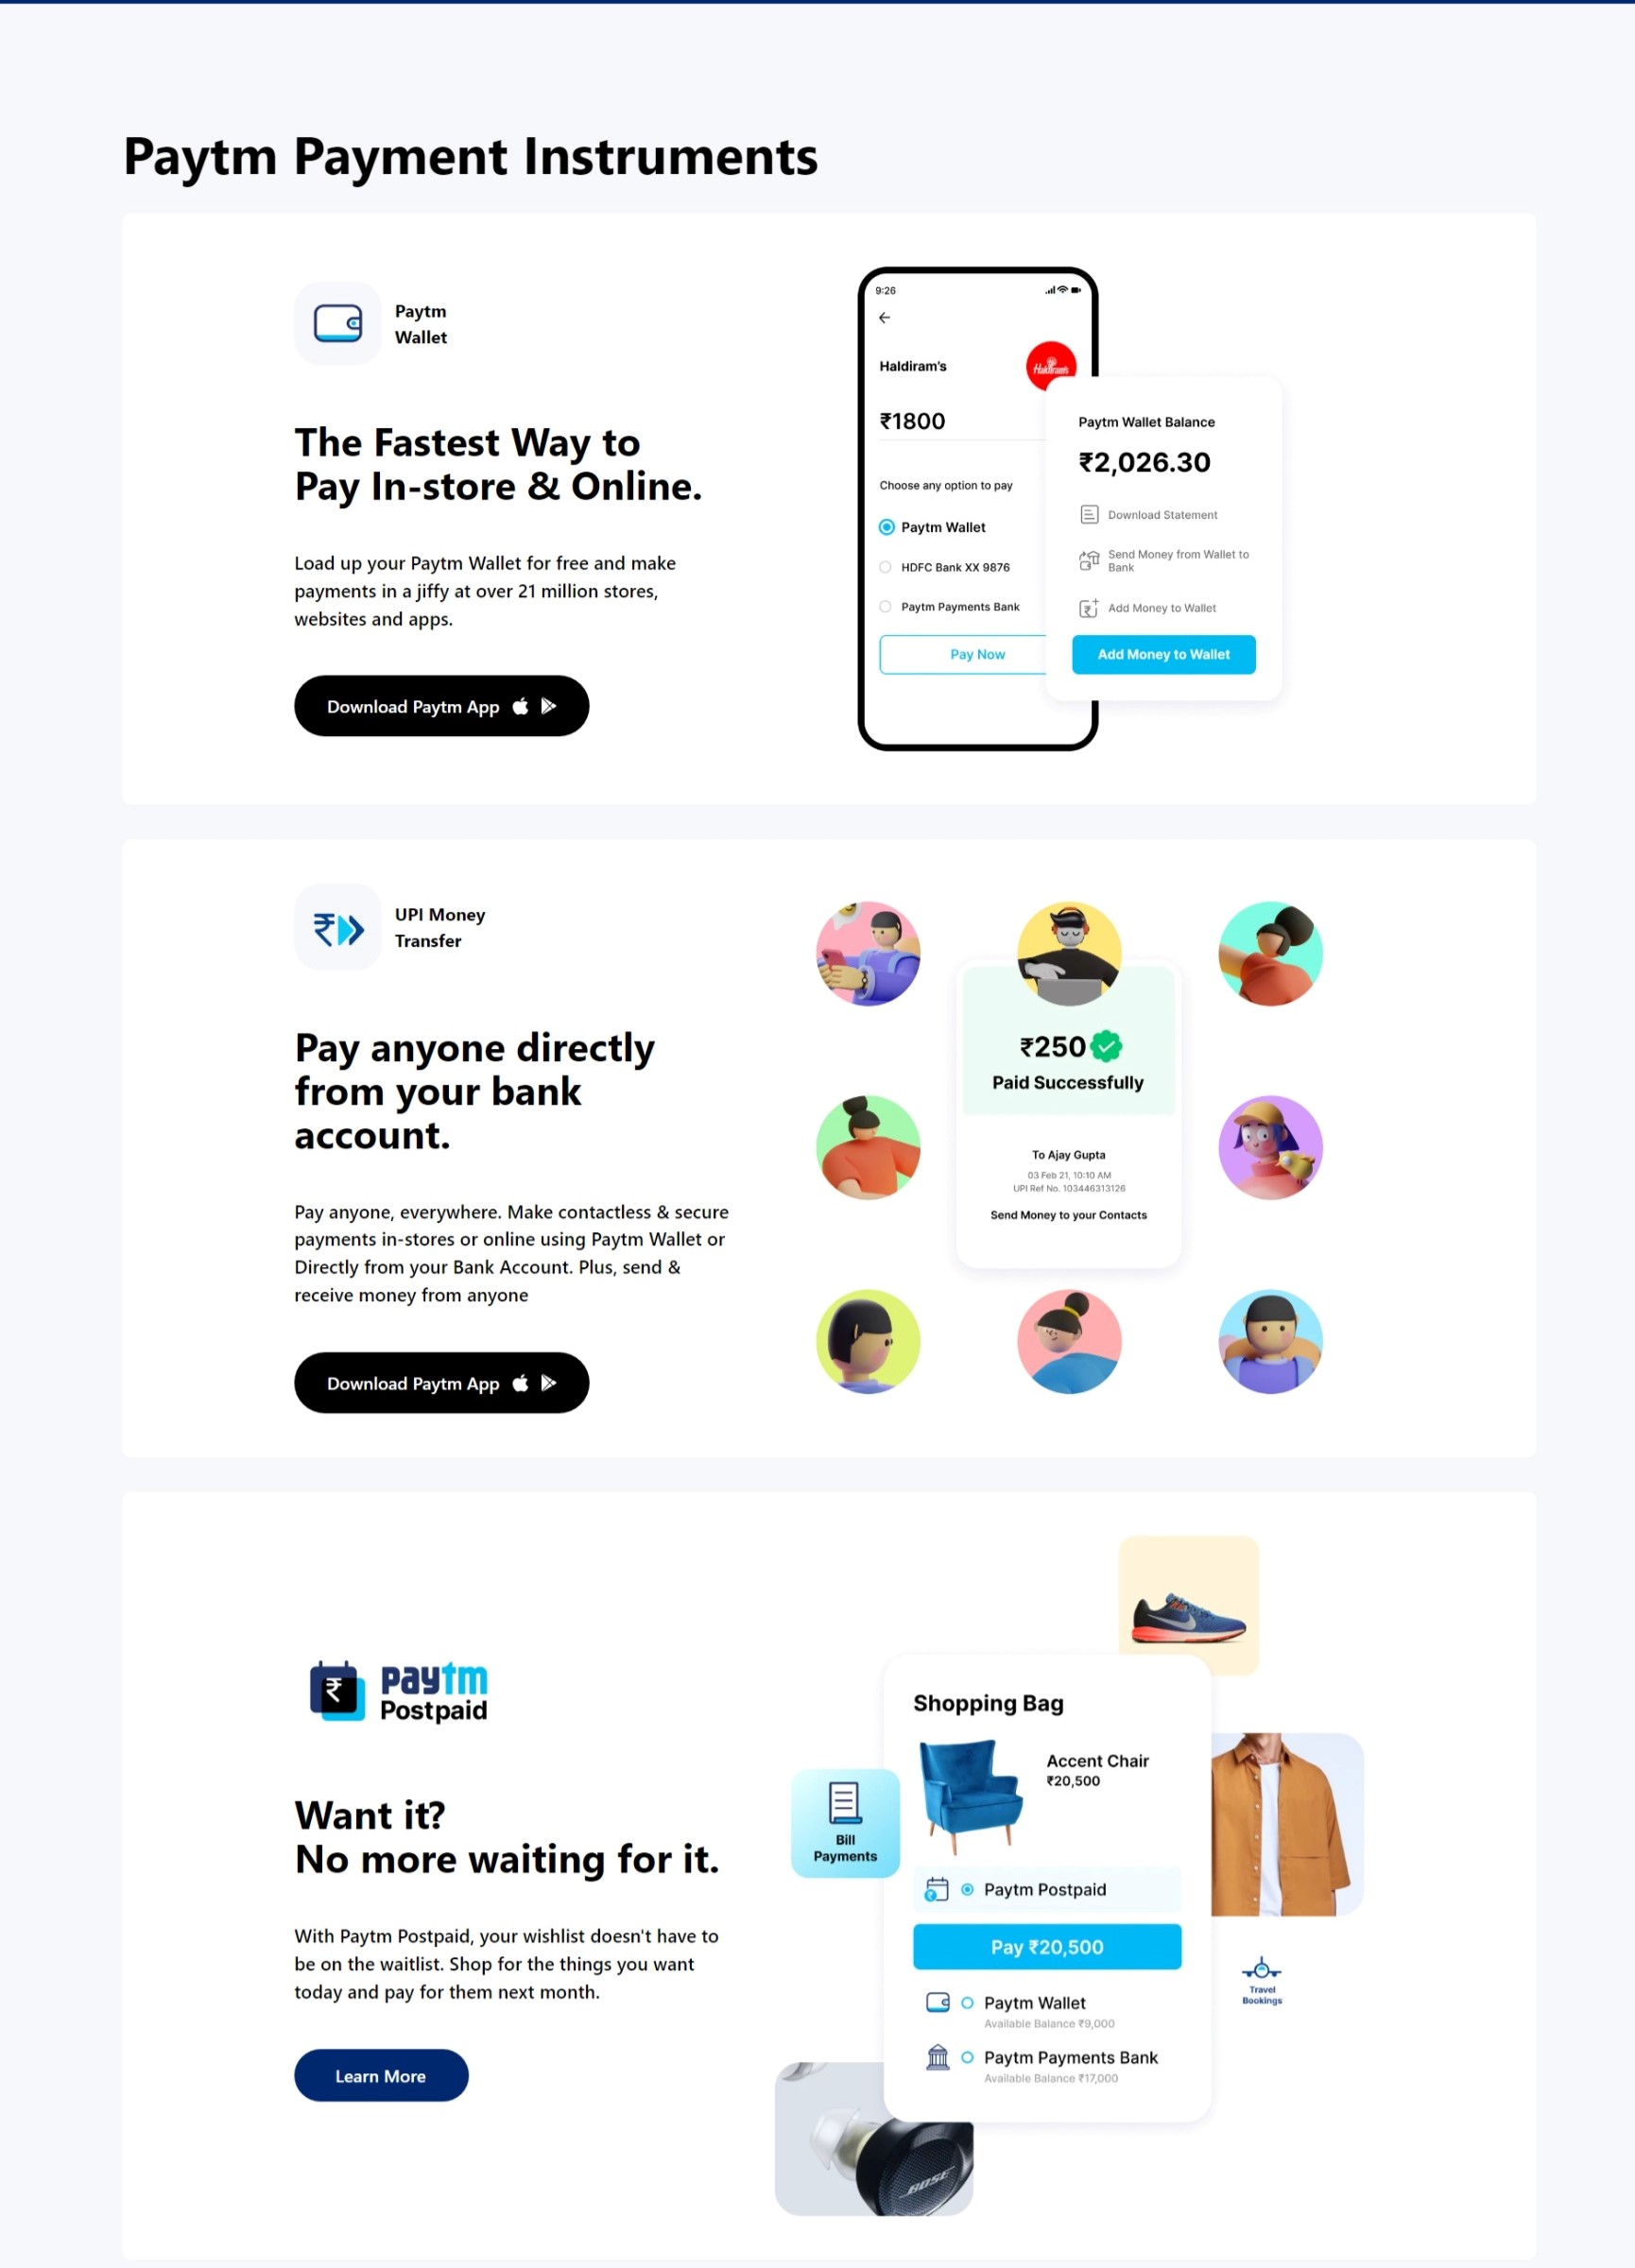 Paytm Payment Instruments
Paytm
Wallet
The Fastest Way to
Pay In-store & Online.
Load up your Paytm Wallet for free and make
payments in a jiffy at over 21 million stores,
websites and apps.
Download Paytm App
9:26
Haldiram's
Haldiram's
₹1800
Choose any option to pay
Paytm Wallet
HDFC Bank XX 9876
Paytm Payments Bank
Pay Now
Paytm Wallet Balance
₹2,026.30
Download Statement
Send Money from Wallet to
Bank
Add Money to Wallet
Add Money to Wallet
UPI Money
Transfer
Pay anyone directly
from your bank
account.
Pay anyone, everywhere. Make contactless & secure
payments in-stores or online using Paytm Wallet or
Directly from your Bank Account. Plus, send &
receive money from anyone
Download Paytm App
₹250
Paid Successfully
To Ajay Gupta
03 Feb 21, 10:10 AM
UPI Ref No. 103446313126
Send Money to your Contacts
paytm
Postpaid
Want it?
No more waiting for it.
With Paytm Postpaid, your wishlist doesn't have to
be on the waitlist. Shop for the things you want
today and pay for them next month.
Learn More
Bill
Payments
Shopping Bag
Accent Chair
₹20,500
Paytm Postpaid
Pay ₹20,500
Paytm Wallet
Available Balance ₹9,000
Paytm Payments Bank
Available Balance ₹17,000
Travel
Bookings
BOSE